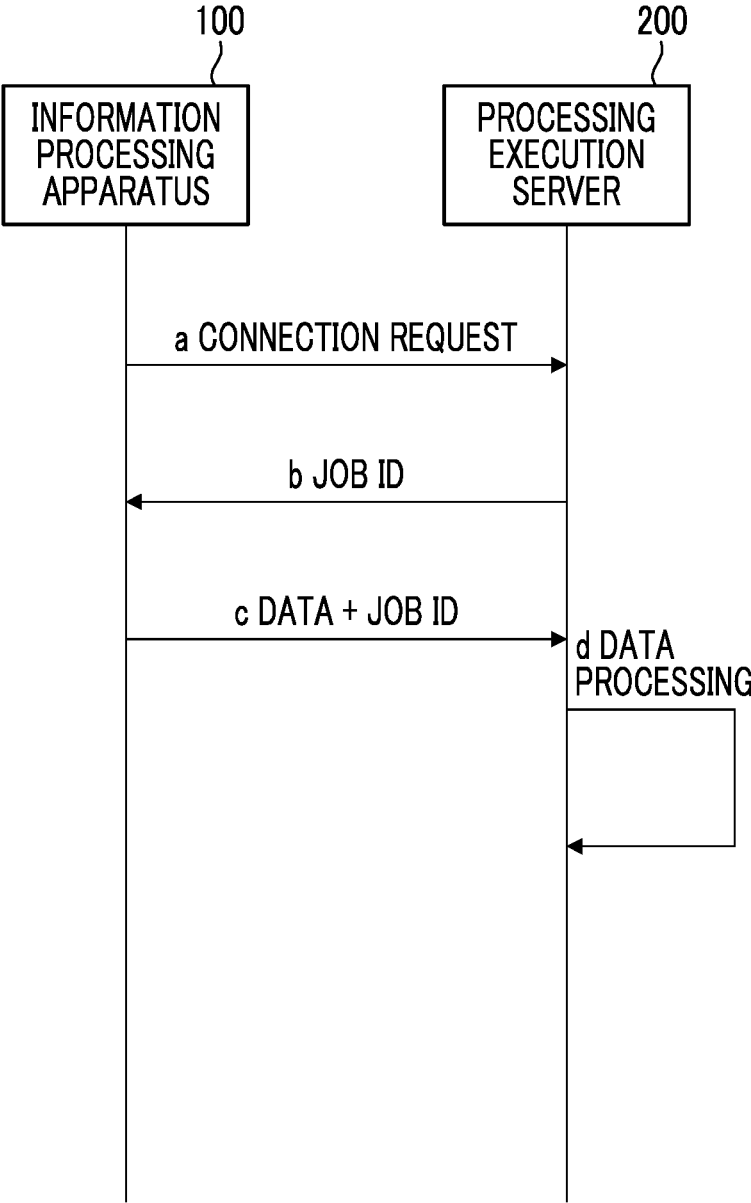 100
200
INFORMATION
PROCESSING
APPARATUS
PROCESSING
EXECUTION
SERVER
a CONNECTION REQUEST
b JOB ID
c DATA + JOB ID
d DATA
PROCESSING